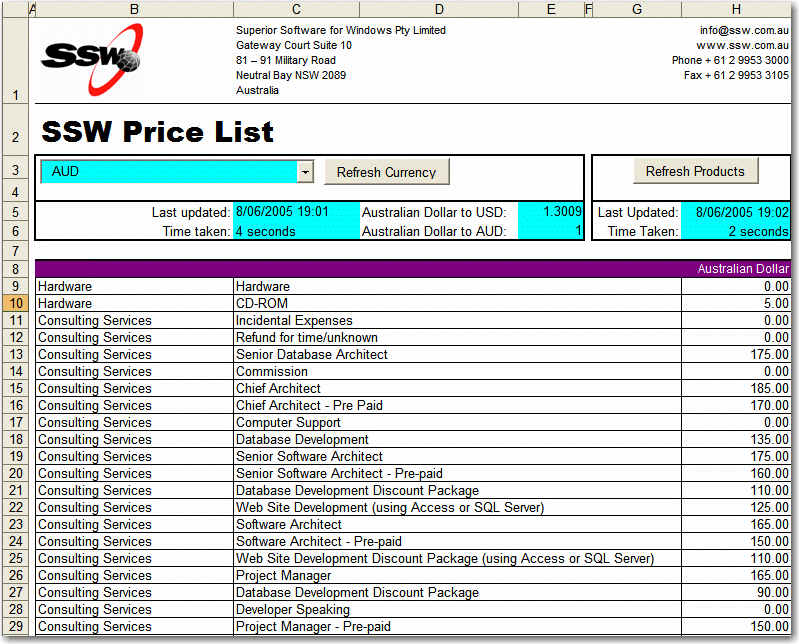 A B C D E F G H
1
SSW
Superior Software for Windows Pty Limited
Gateway Court Suite 10
81 – 91 Military Road
Neutral Bay NSW 2089
Australia
info@ssw.com.au
www.ssw.com.au
Phone + 61 2 9953 3000
Fax + 61 2 9953 3105
2 SSW Price List
3 AUD Refresh Currency Refresh Products
4
5 Last updated: 8/06/2005 19:01 Australian Dollar to USD: 1.3009 Last Updated: 8/06/2005 19:02
6 Time taken: 4 seconds Australian Dollar to AUD: 1 Time Taken: 2 seconds
7
8 Australian Dollar
9 Hardware Hardware 0.00
10 Hardware CD-ROM 5.00
11 Consulting Services Incidental Expenses 0.00
12 Consulting Services Refund for time/unknown 0.00
13 Consulting Services Senior Database Architect 175.00
14 Consulting Services Commission 0.00
15 Consulting Services Chief Architect 185.00
16 Consulting Services Chief Architect - Pre Paid 170.00
17 Consulting Services Computer Support 0.00
18 Consulting Services Database Development 135.00
19 Consulting Services Senior Software Architect 175.00
20 Consulting Services Senior Software Architect - Pre-paid 160.00
21 Consulting Services Database Development Discount Package 110.00
22 Consulting Services Web Site Development (using Access or SQL Server) 125.00
23 Consulting Services Software Architect 165.00
24 Consulting Services Software Architect - Pre-paid 150.00
25 Consulting Services Web Site Development Discount Package (using Access or SQL Server) 110.00
26 Consulting Services Project Manager 165.00
27 Consulting Services Database Development Discount Package 90.00
28 Consulting Services Developer Speaking 0.00
29 Consulting Services Project Manager - Pre-paid 150.00